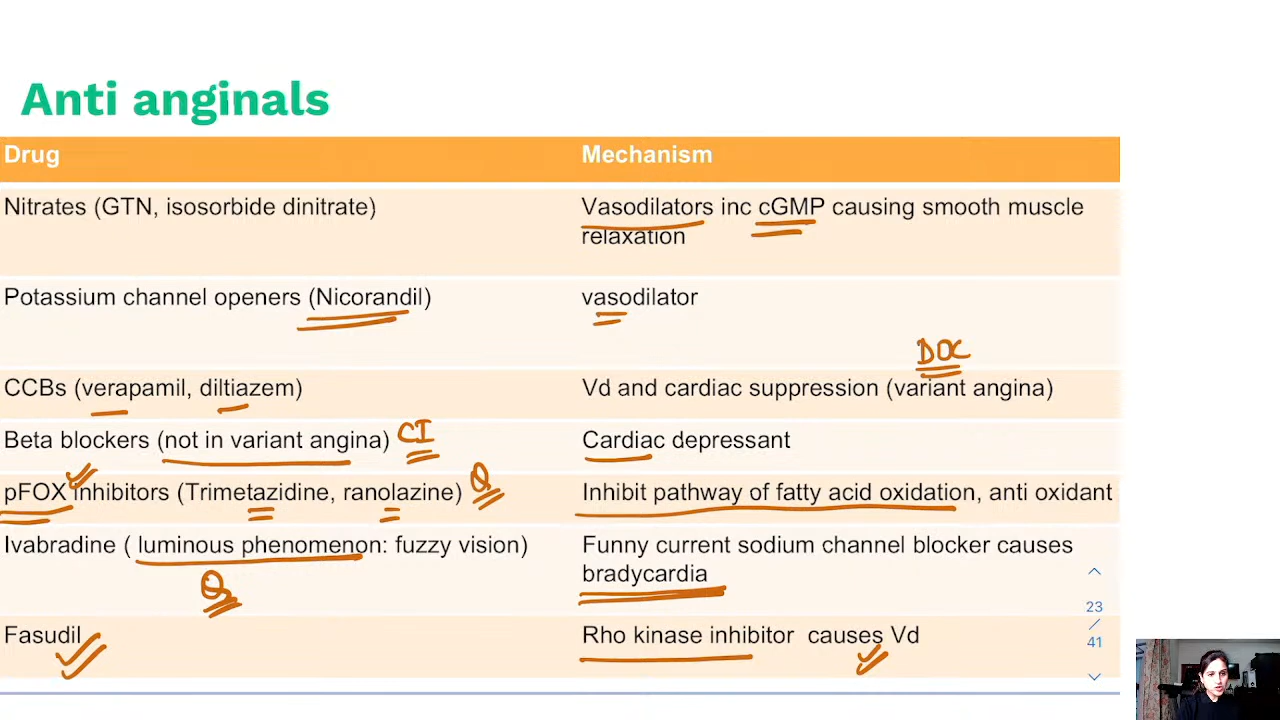 Anti anginals
Drug Mechanism
Nitrates (GTN, isosorbide dinitrate) Vasodilators inc cGMP causing smooth muscle
relaxation
Potassium channel openers (Nicorandil) vasodilator
DOC
CCBs (verapamil, diltiazem) Vd and cardiac suppression (variant angina)
Beta blockers (not in variant angina) CI Cardiac depressant
pFOX inhibitors (Trimetazidine, ranolazine) Q Inhibit pathway of fatty acid oxidation, anti oxidant
Ivabradine ( luminous phenomenon: fuzzy vision) Funny current sodium channel blocker causes
bradycardia
Q
23
/
41
Fasudil Rho kinase inhibitor causes Vd